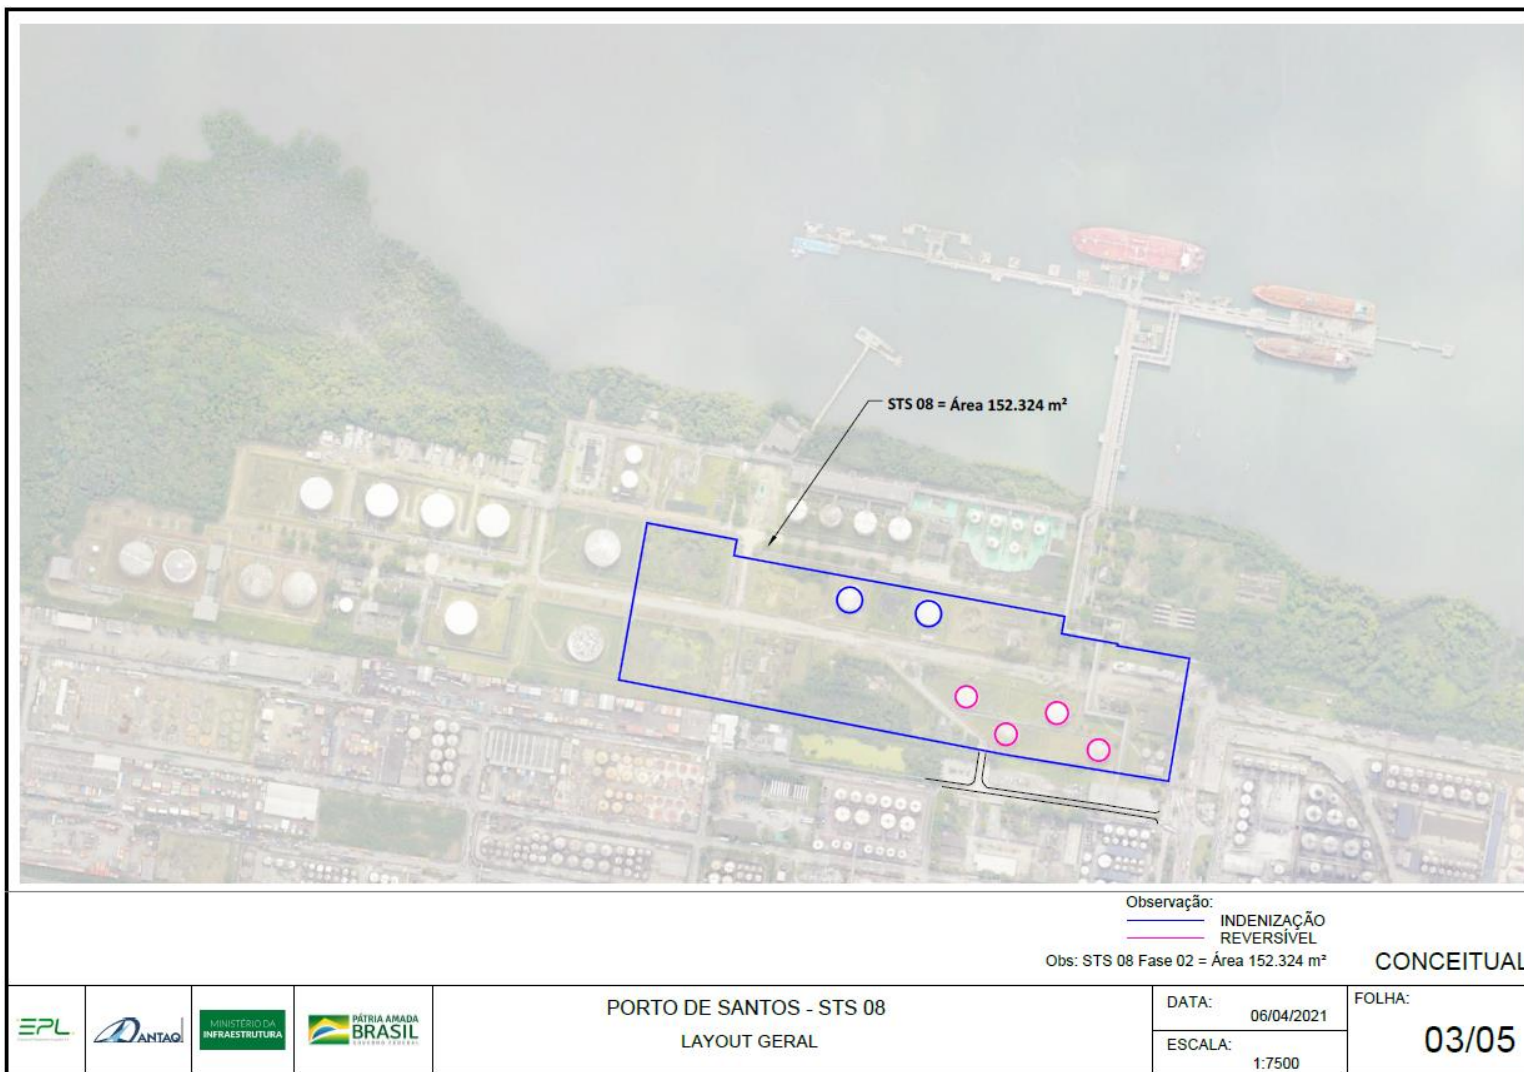 STS 08 = Área 152.324 m²
Observação:
INDENIZAÇÃO
REVERSÍVEL
Obs: STS 08 Fase 02 = Área 152.324 m²
CONCEITUAL
EPL
ANTAQ
MINISTÉRIO DA
INFRAESTRUTURA
PÁTRIA AMADA
BRASIL
GOVERNO FEDERAL
PORTO DE SANTOS - STS 08
LAYOUT GERAL
DATA:
06/04/2021
ESCALA:
1:7500
FOLHA:
03/05